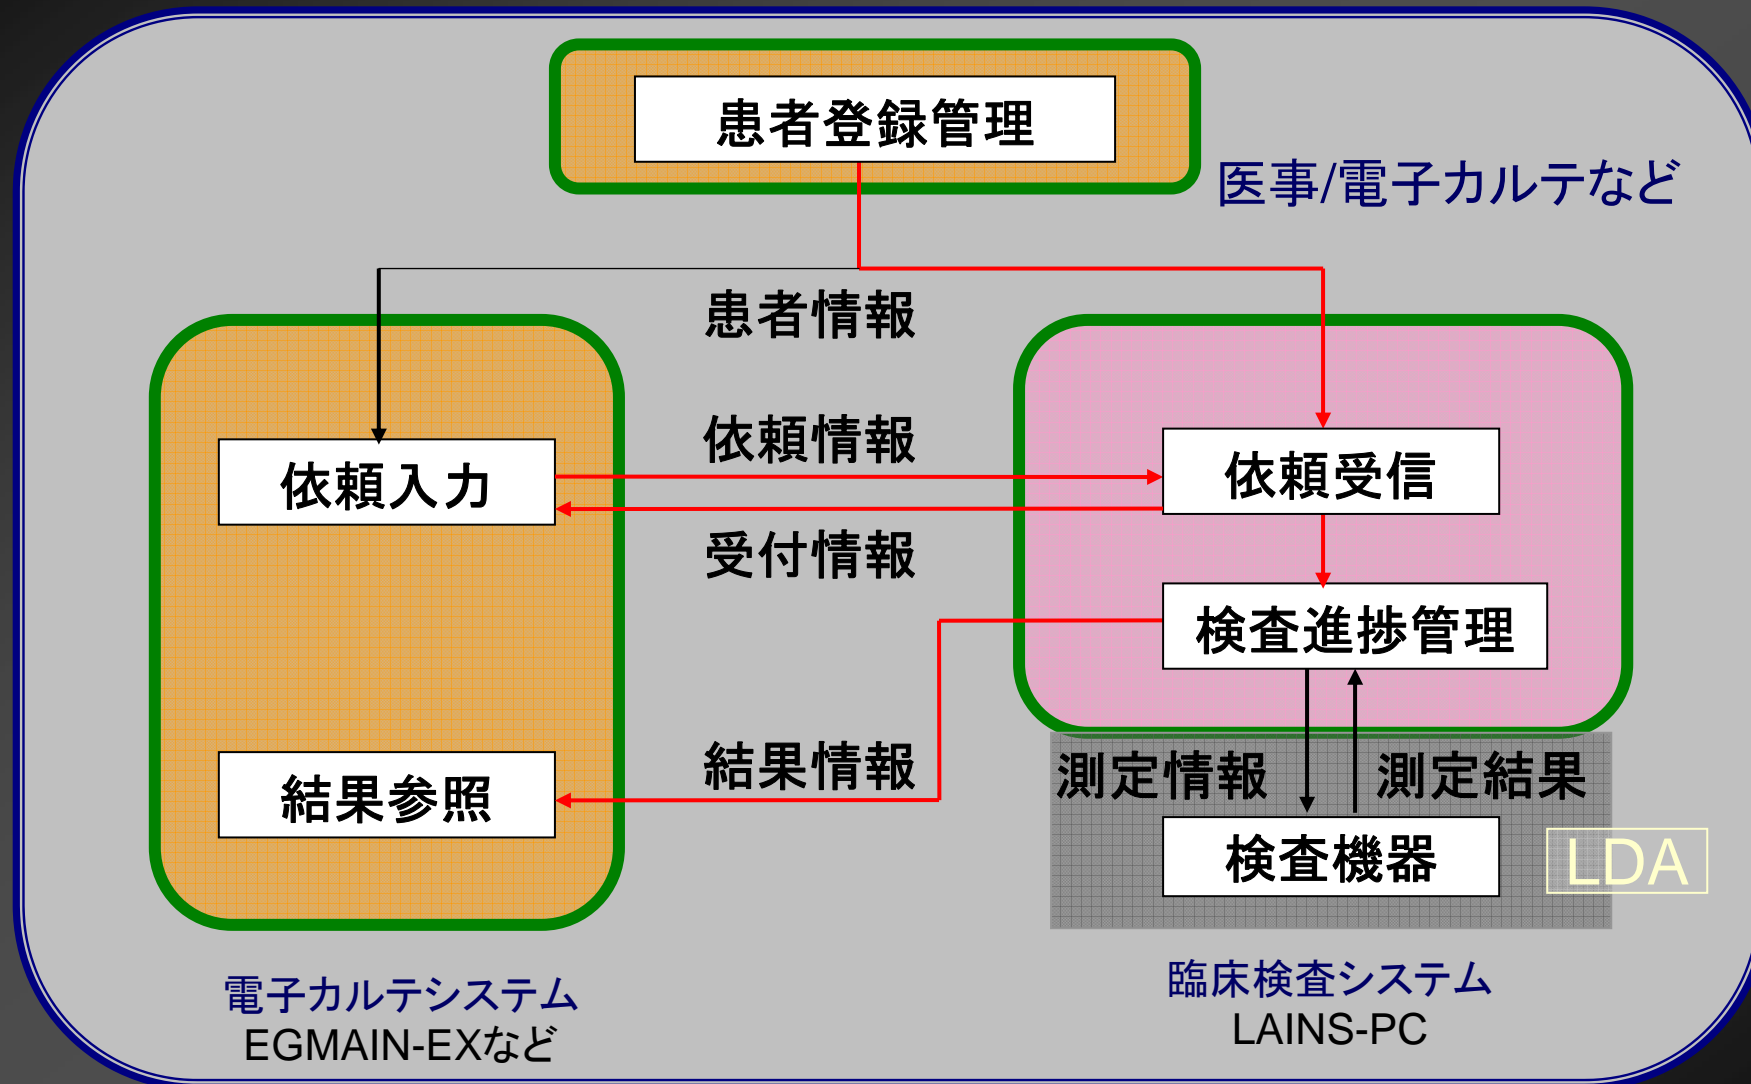 患者登録管理
医事/電子カルテなど
患者情報
依頼情報
依頼入力
依頼受信
受付情報
検査進捗管理
結果情報
測定情報
測定結果
結果参照
検査機器
LDA
電子カルテシステム
EGMAIN-EXなど
臨床検査システム
LAINS-PC